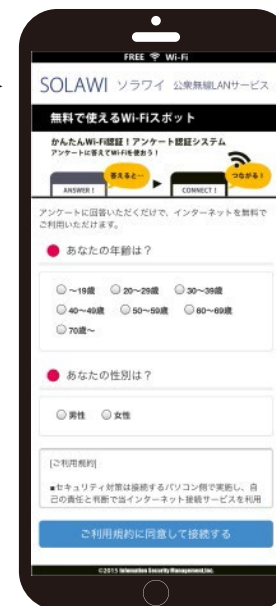 FREE Wi-Fi
SOLAWI ソラワイ 公衆無線LANサービス
無料で使えるWi-Fiスポット
かんたんWi-Fi認証！アンケート認証システム
アンケートに答えてWi-Fiを使おう！
答えると…
つながる！
ANSWER！
CONNECT！
アンケートに回答いただくだけで、インターネットを無料で
ご利用いただけます。
あなたの年齢は？
〜19歳 20〜29歳 30〜39歳
40〜49歳 50〜59歳 60〜69歳
70歳〜
あなたの性別は？
男性 女性
[ご利用規約]
■セキュリティ対策は接続するパソコン側で実施し、自
己の責任と判断で当インターネット接続サービスを利用
ご利用規約に同意して接続する
©2015 Information Security Management,Inc.